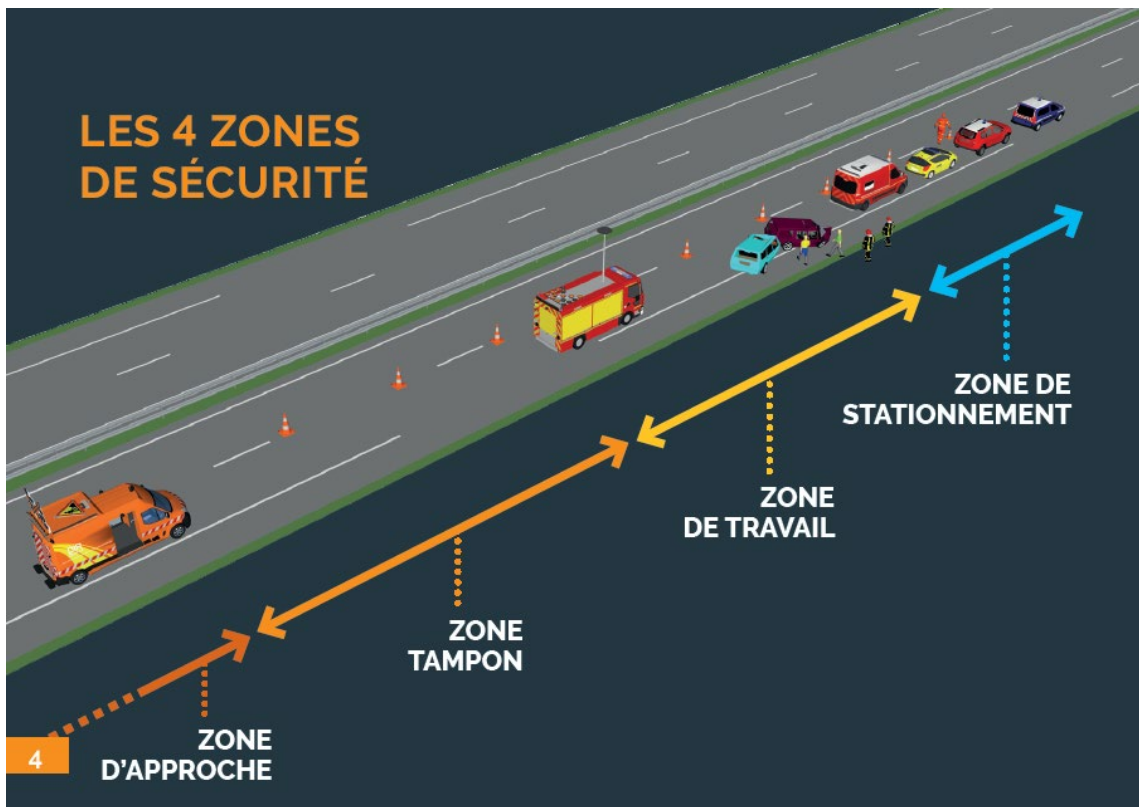 LES 4 ZONES
DE SÉCURITÉ
ZONE DE
STATIONNEMENT
ZONE
DE TRAVAIL
ZONE
TAMPON
ZONE
D'APPROCHE
4